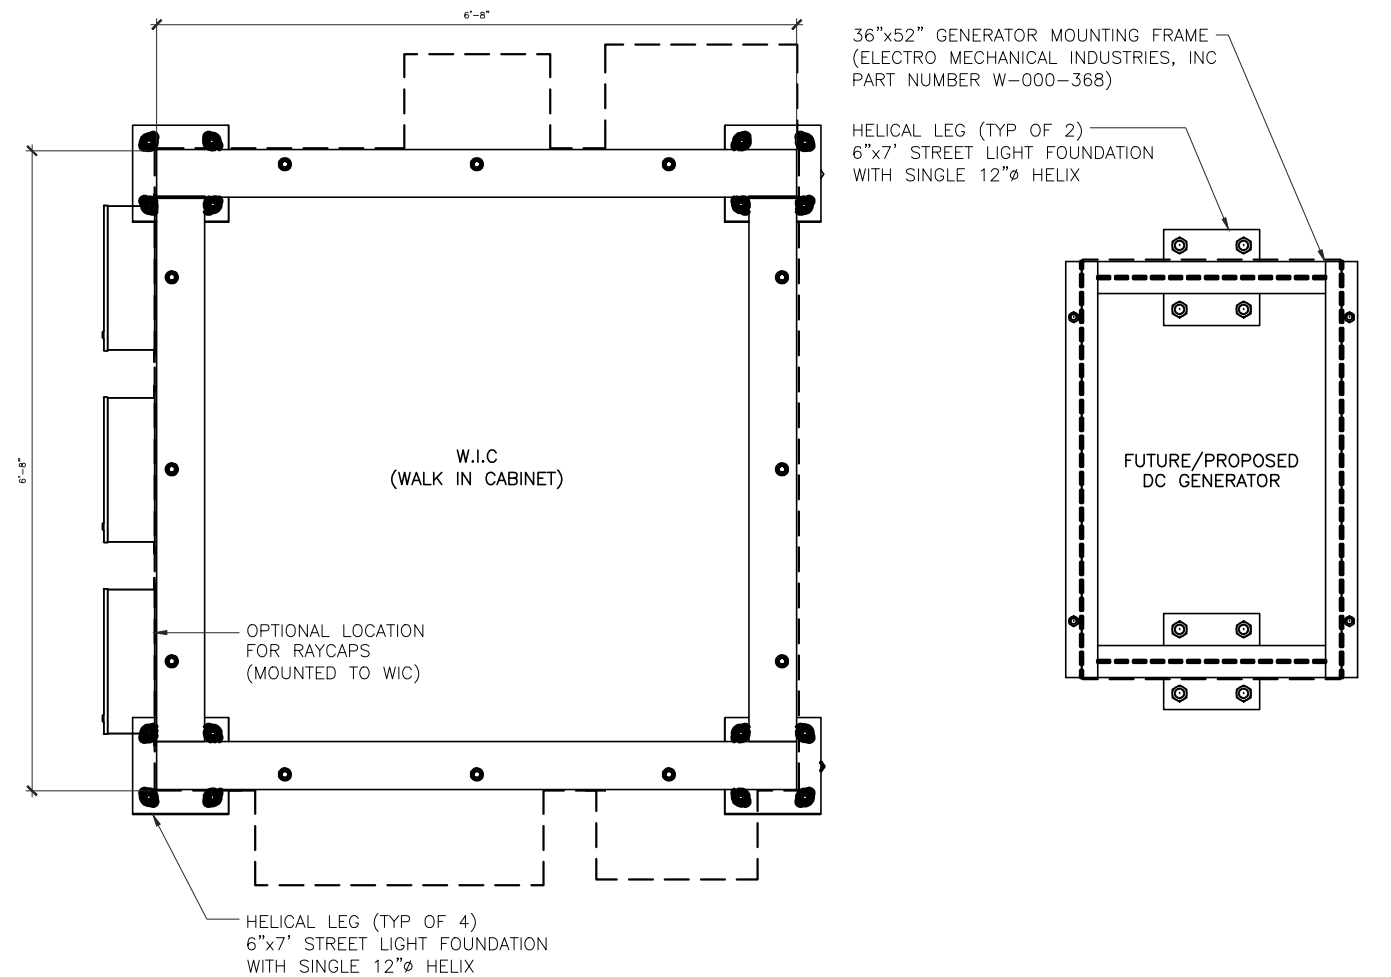 6'-8"
36"x52" GENERATOR MOUNTING FRAME
(ELECTRO MECHANICAL INDUSTRIES, INC
PART NUMBER W-000-368)
HELICAL LEG (TYP OF 2)
6"x7' STREET LIGHT FOUNDATION
WITH SINGLE 12"ø HELIX
6'-8"
W.I.C
(WALK IN CABINET)
FUTURE/PROPOSED
DC GENERATOR
OPTIONAL LOCATION
FOR RAYCAPS
(MOUNTED TO WIC)
HELICAL LEG (TYP OF 4)
6"x7' STREET LIGHT FOUNDATION
WITH SINGLE 12"ø HELIX